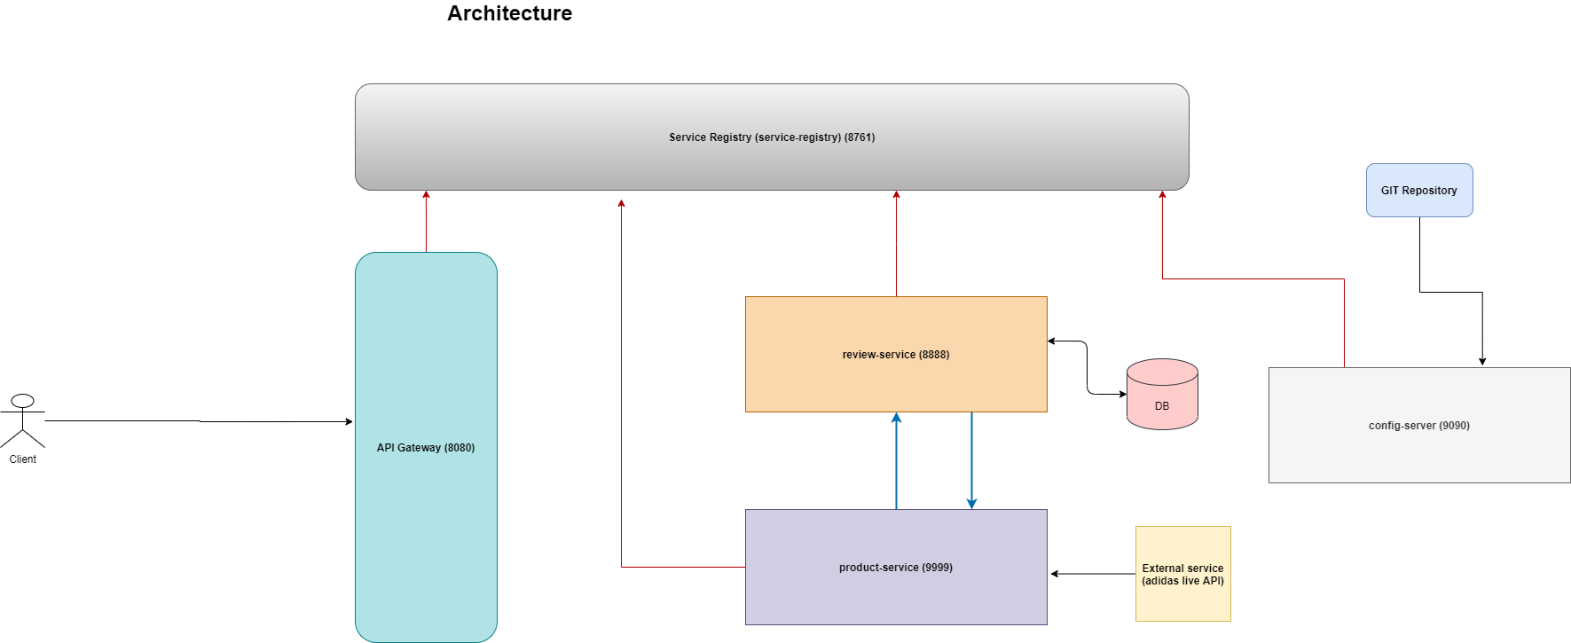 Architecture
Service Registry (service-registry) (8761)
GIT Repository
review-service (8888)
DB
config-server (9090)
API Gateway (8080)
Client
product-service (9999)
External service
(adidas live API)